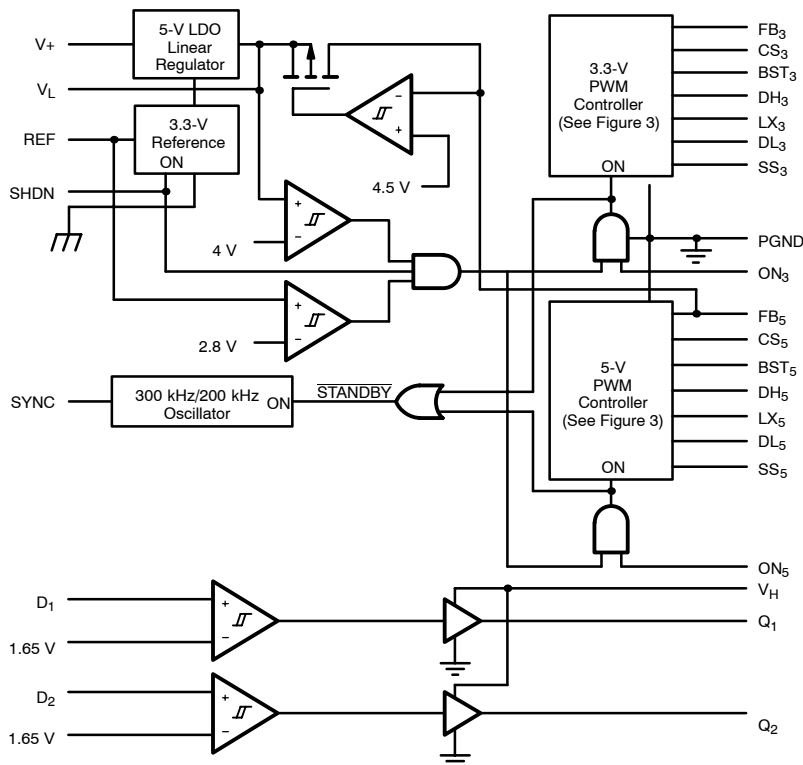 V+
5-V LDO
Linear
Regulator
VL
REF
3.3-V
Reference
ON
SHDN
−
+
4.5 V
+
−
4 V
+
−
2.8 V
3.3-V
PWM
Controller
(See Figure 3)
ON
FB3
CS3
BST3
DH3
LX3
DL3
SS3
PGND
ON3
SYNC
300 kHz/200 kHz
Oscillator
ON
STANDBY
5-V
PWM
Controller
(See Figure 3)
ON
FB5
CS5
BST5
DH5
LX5
DL5
SS5
ON5
VH
D1
+
−
1.65 V
Q1
D2
+
−
1.65 V
Q2